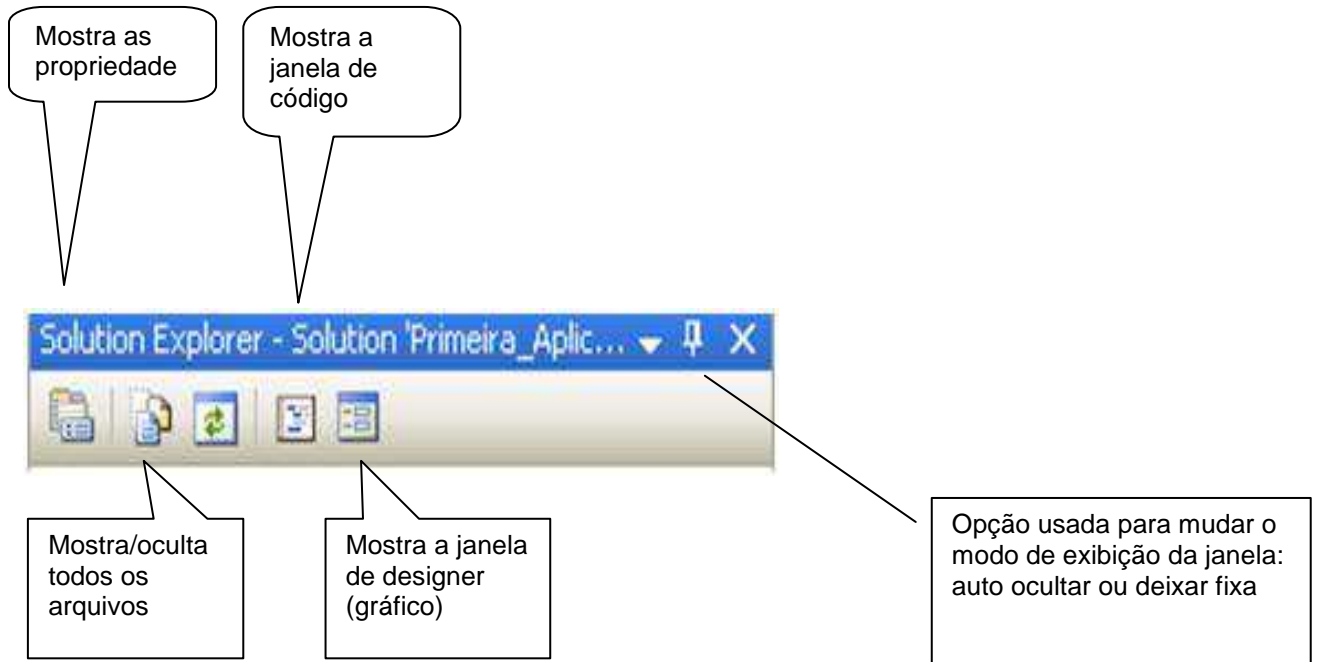 Mostra as
propriedade
Mostra a
janela de
código
Solution Explorer - Solution 'Primeira_Aplic...
Mostra/oculta
todos os
arquivos
Mostra a janela
de designer
(gráfico)
Opção usada para mudar o
modo de exibição da janela:
auto ocultar ou deixar fixa